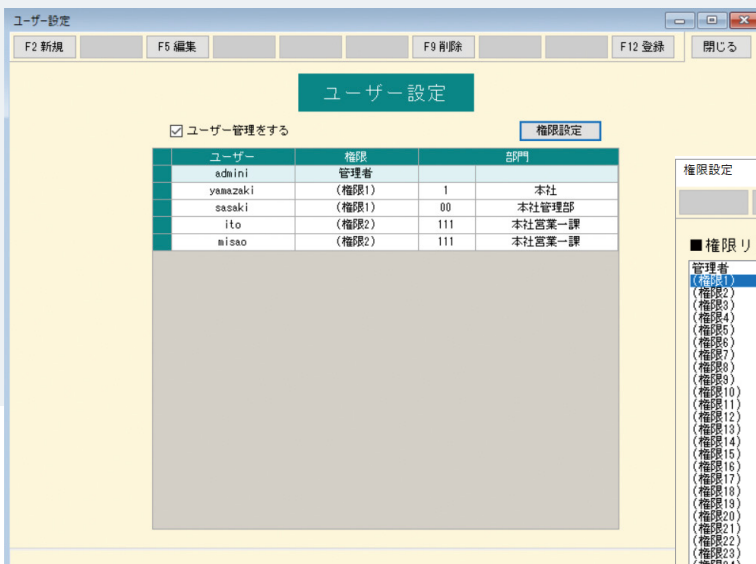 ユーザー設定
F2 新規
F5 編集
F9 削除
F12 登録
閉じる
ユーザー設定
ユーザー管理をする
権限設定
ユーザー 権限 部門
admini 管理者
yamazaki (権限1) 1 本社
sasaki (権限1) 00 本社管理部
ito (権限2) 111 本社営業一課
misao (権限2) 111 本社営業一課
権限設定
■権限リ
管理者
(権限1)
(権限2)
(権限3)
(権限4)
(権限5)
(権限6)
(権限7)
(権限8)
(権限9)
(権限10)
(権限11)
(権限12)
(権限13)
(権限14)
(権限15)
(権限16)
(権限17)
(権限18)
(権限19)
(権限20)
(権限21)
(権限22)
(権限23)